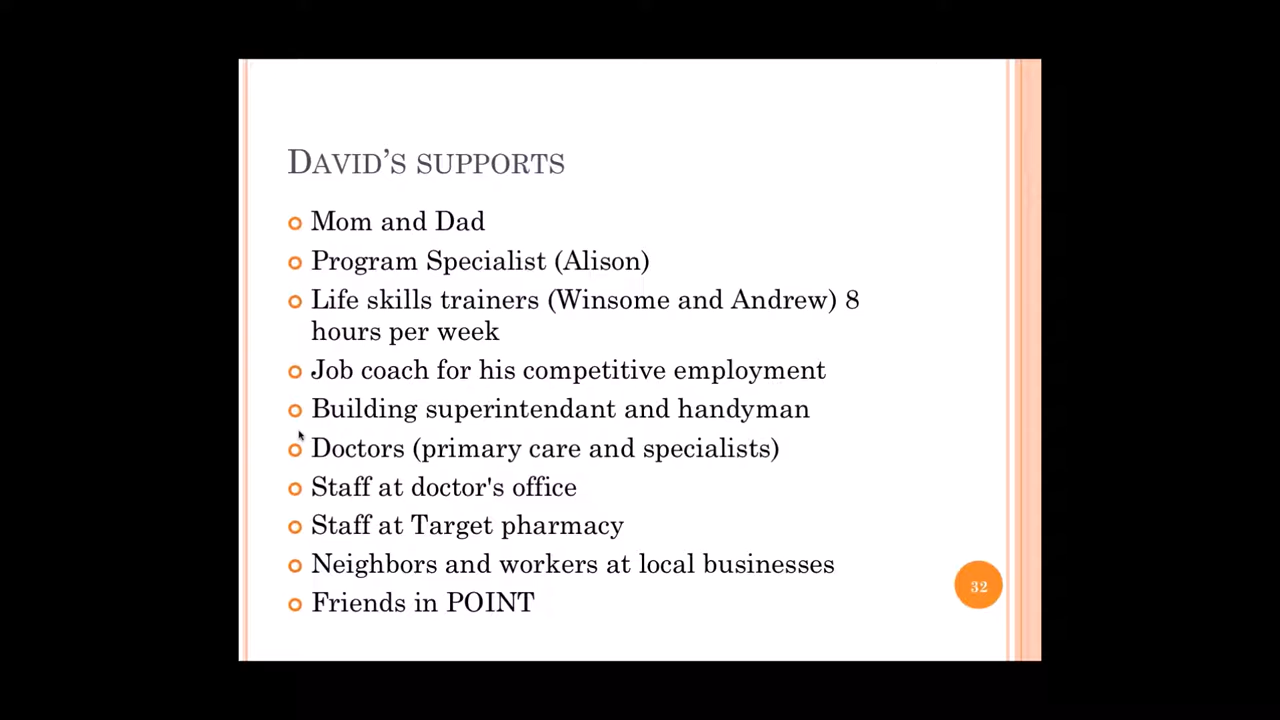 David's supports
Mom and Dad
Program Specialist (Alison)
Life skills trainers (Winsome and Andrew) 8
hours per week
Job coach for his competitive employment
Building superintendant and handyman
Doctors (primary care and specialists)
Staff at doctor's office
Staff at Target pharmacy
Neighbors and workers at local businesses
Friends in POINT
32